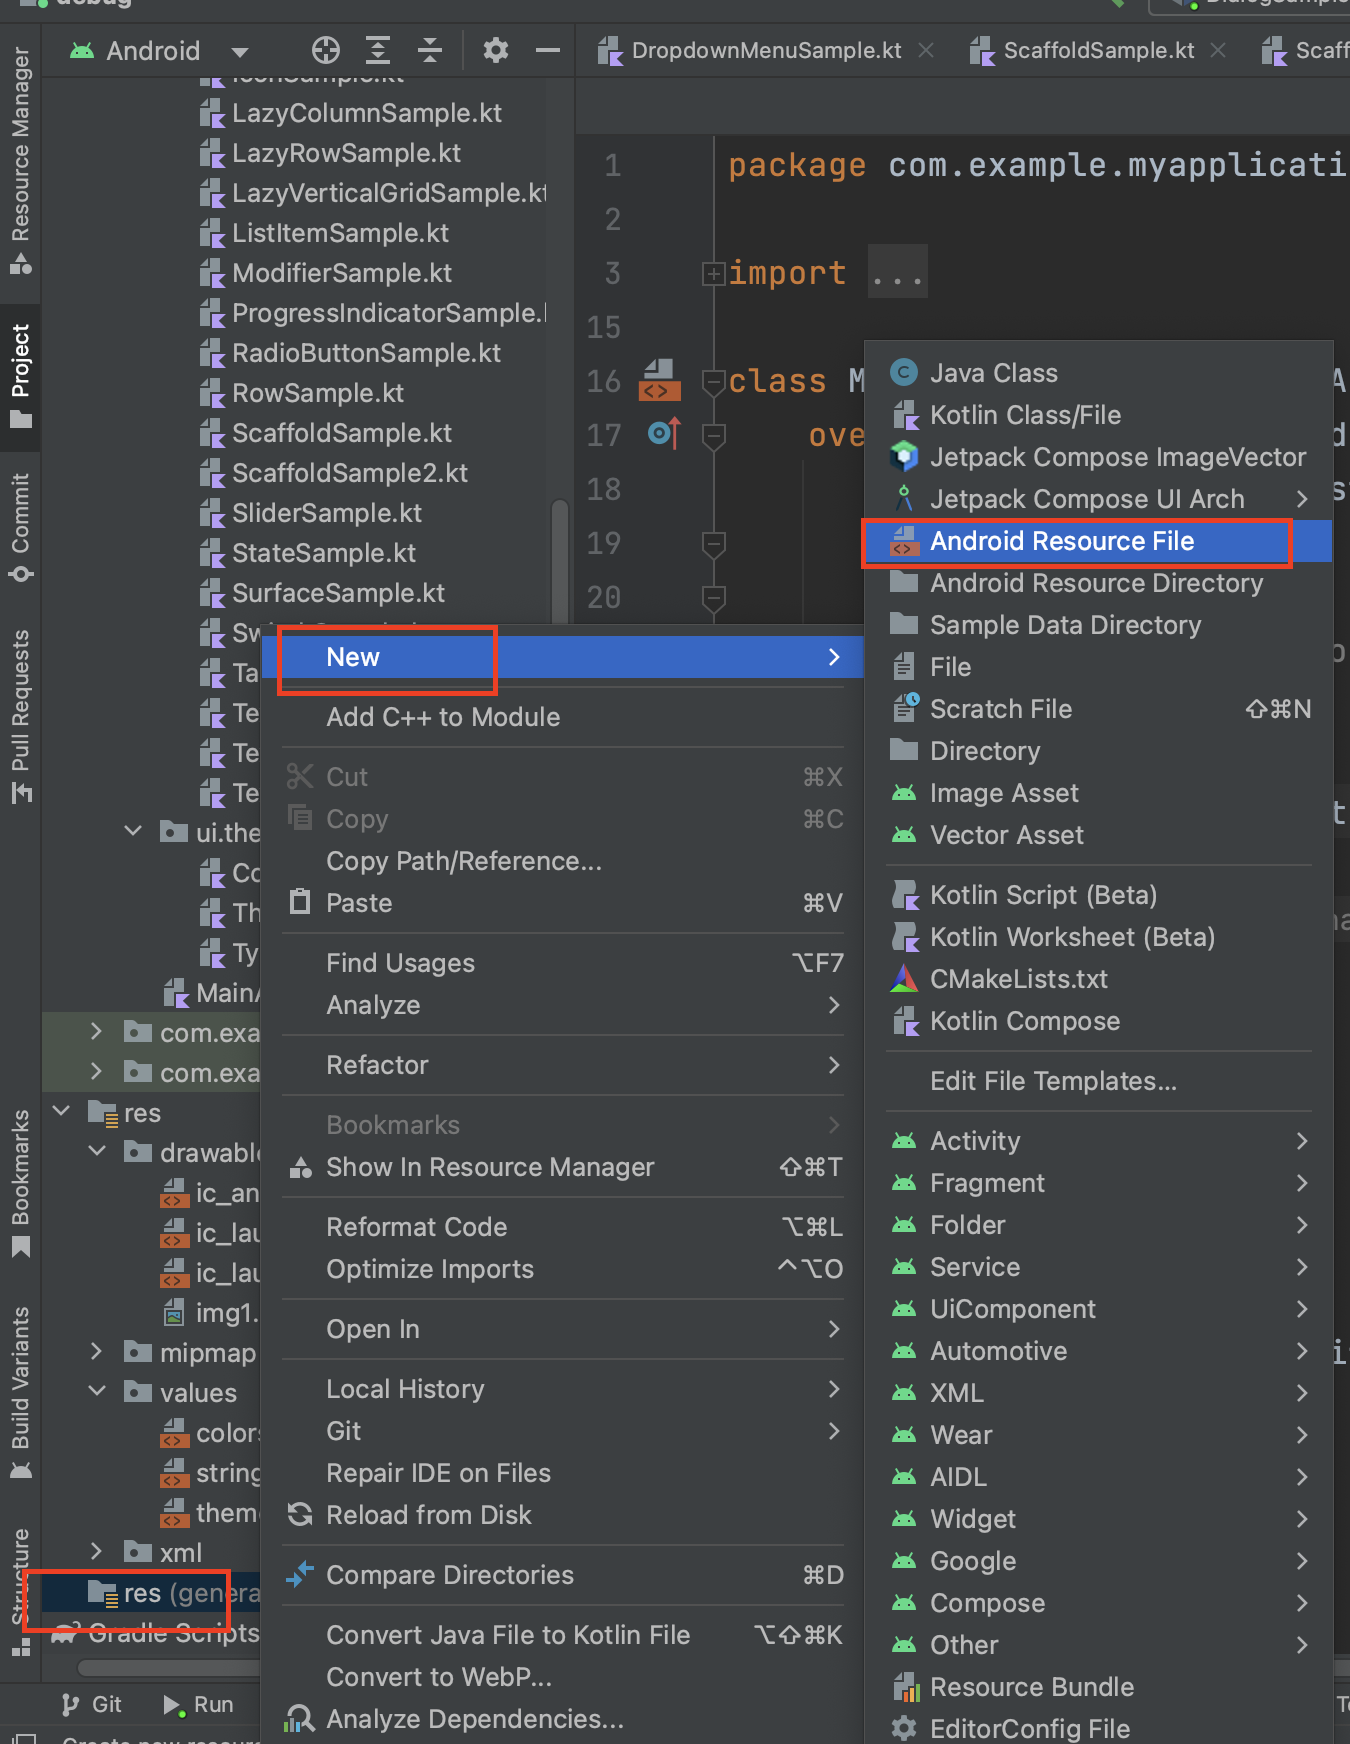 debug
Android
DropdownMenuSample.kt
ScaffoldSample.kt
Scaff
Resource Manager
Project
Commit
Pull Requests
Bookmarks
Build Variants
Structure
IconSample.kt
LazyColumnSample.kt
LazyRowSample.kt
LazyVerticalGridSample.kt
ListItemSample.kt
ModifierSample.kt
ProgressIndicatorSample.
RadioButtonSample.kt
RowSample.kt
ScaffoldSample.kt
ScaffoldSample2.kt
SliderSample.kt
StateSample.kt
SurfaceSample.kt
Ta
Te
Te
Te
ui.the
Co
Th
Ty
MainA
com.exa
com.exa
res
drawable
ic_an
ic_lau
ic_lau
img1.
mipmap
values
colors
string
theme
xml
res (genera
Gradle Scripts
Git
Run
1 package com.example.myapplicati
2
3 import ...
15
16 class M
17 ove
18
19
20
New
Add C++ to Module
Cut ⌘X
Copy ⌘C
Copy Path/Reference...
Paste ⌘V
Find Usages ⌥F7
Analyze
Refactor
Bookmarks
Show In Resource Manager ⇧⌘T
Reformat Code ⌥⌘L
Optimize Imports ^⌥O
Open In
Local History
Git
Repair IDE on Files
Reload from Disk
Compare Directories ⌘D
Convert Java File to Kotlin File ⌥⇧⌘K
Convert to WebP...
Analyze Dependencies...
Java Class
Kotlin Class/File
Jetpack Compose ImageVector
Jetpack Compose UI Arch
Android Resource File
Android Resource Directory
Sample Data Directory
File
Scratch File ⇧⌘N
Directory
Image Asset
Vector Asset
Kotlin Script (Beta)
Kotlin Worksheet (Beta)
CMakeLists.txt
Kotlin Compose
Edit File Templates...
Activity
Fragment
Folder
Service
UiComponent
Automotive
XML
Wear
AIDL
Widget
Google
Compose
Other
Resource Bundle
EditorConfig File